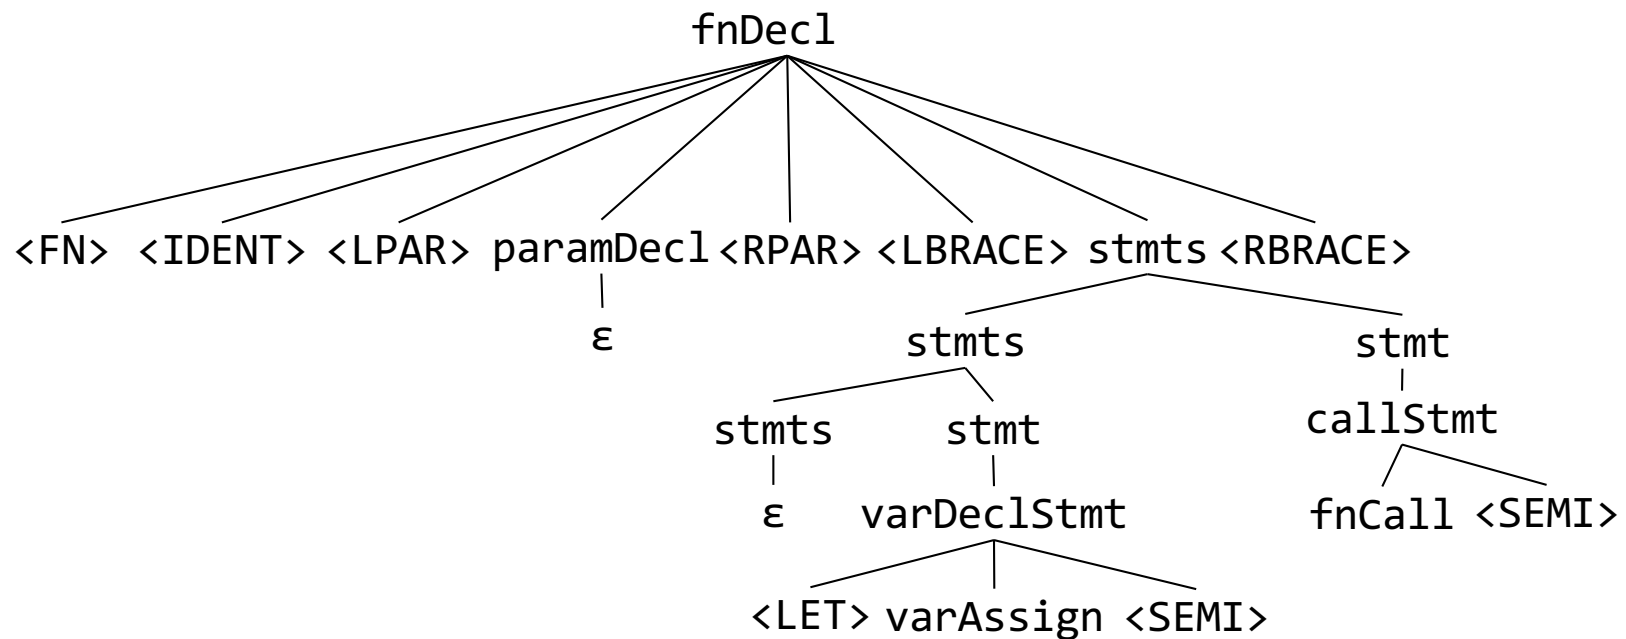 fnDecl
<FN> <IDENT> <LPAR> paramDecl <RPAR> <LBRACE> stmts <RBRACE>
ε stmts stmt
stmts stmt callStmt
ε varDeclStmt fnCall <SEMI>
<LET> varAssign <SEMI>